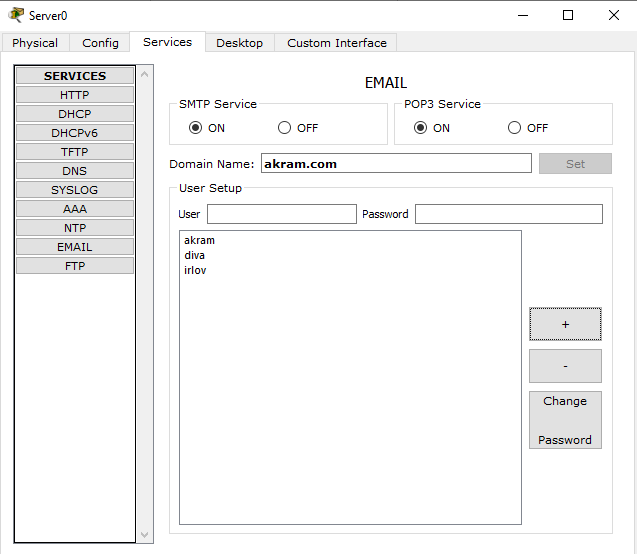 Server0
Physical Config Services Desktop Custom Interface
SERVICES
HTTP
DHCP
DHCPv6
TFTP
DNS
SYSLOG
AAA
NTP
EMAIL
FTP
EMAIL
SMTP Service
ON OFF
POP3 Service
ON OFF
Domain Name: akram.com Set
User Setup
User Password
akram
diva
irlov
+
-
Change
Password